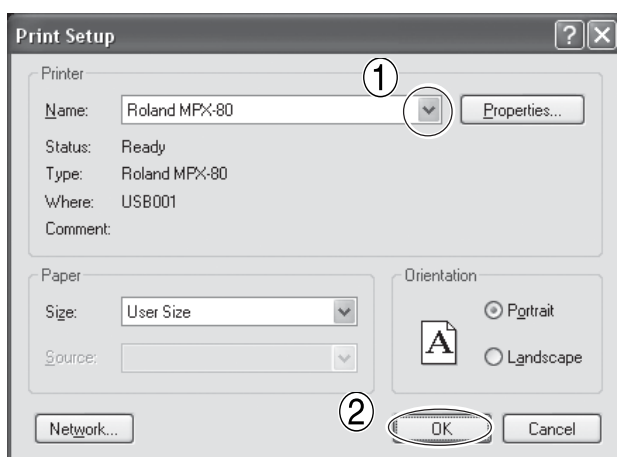 Print Setup
Printer
①
Name: Roland MPX-80 Properties...
Status: Ready
Type: Roland MPX-80
Where: USB001
Comment:
Paper
Size: User Size
Source:
Orientation
A
Portrait
Landscape
Network...
②
OK
Cancel